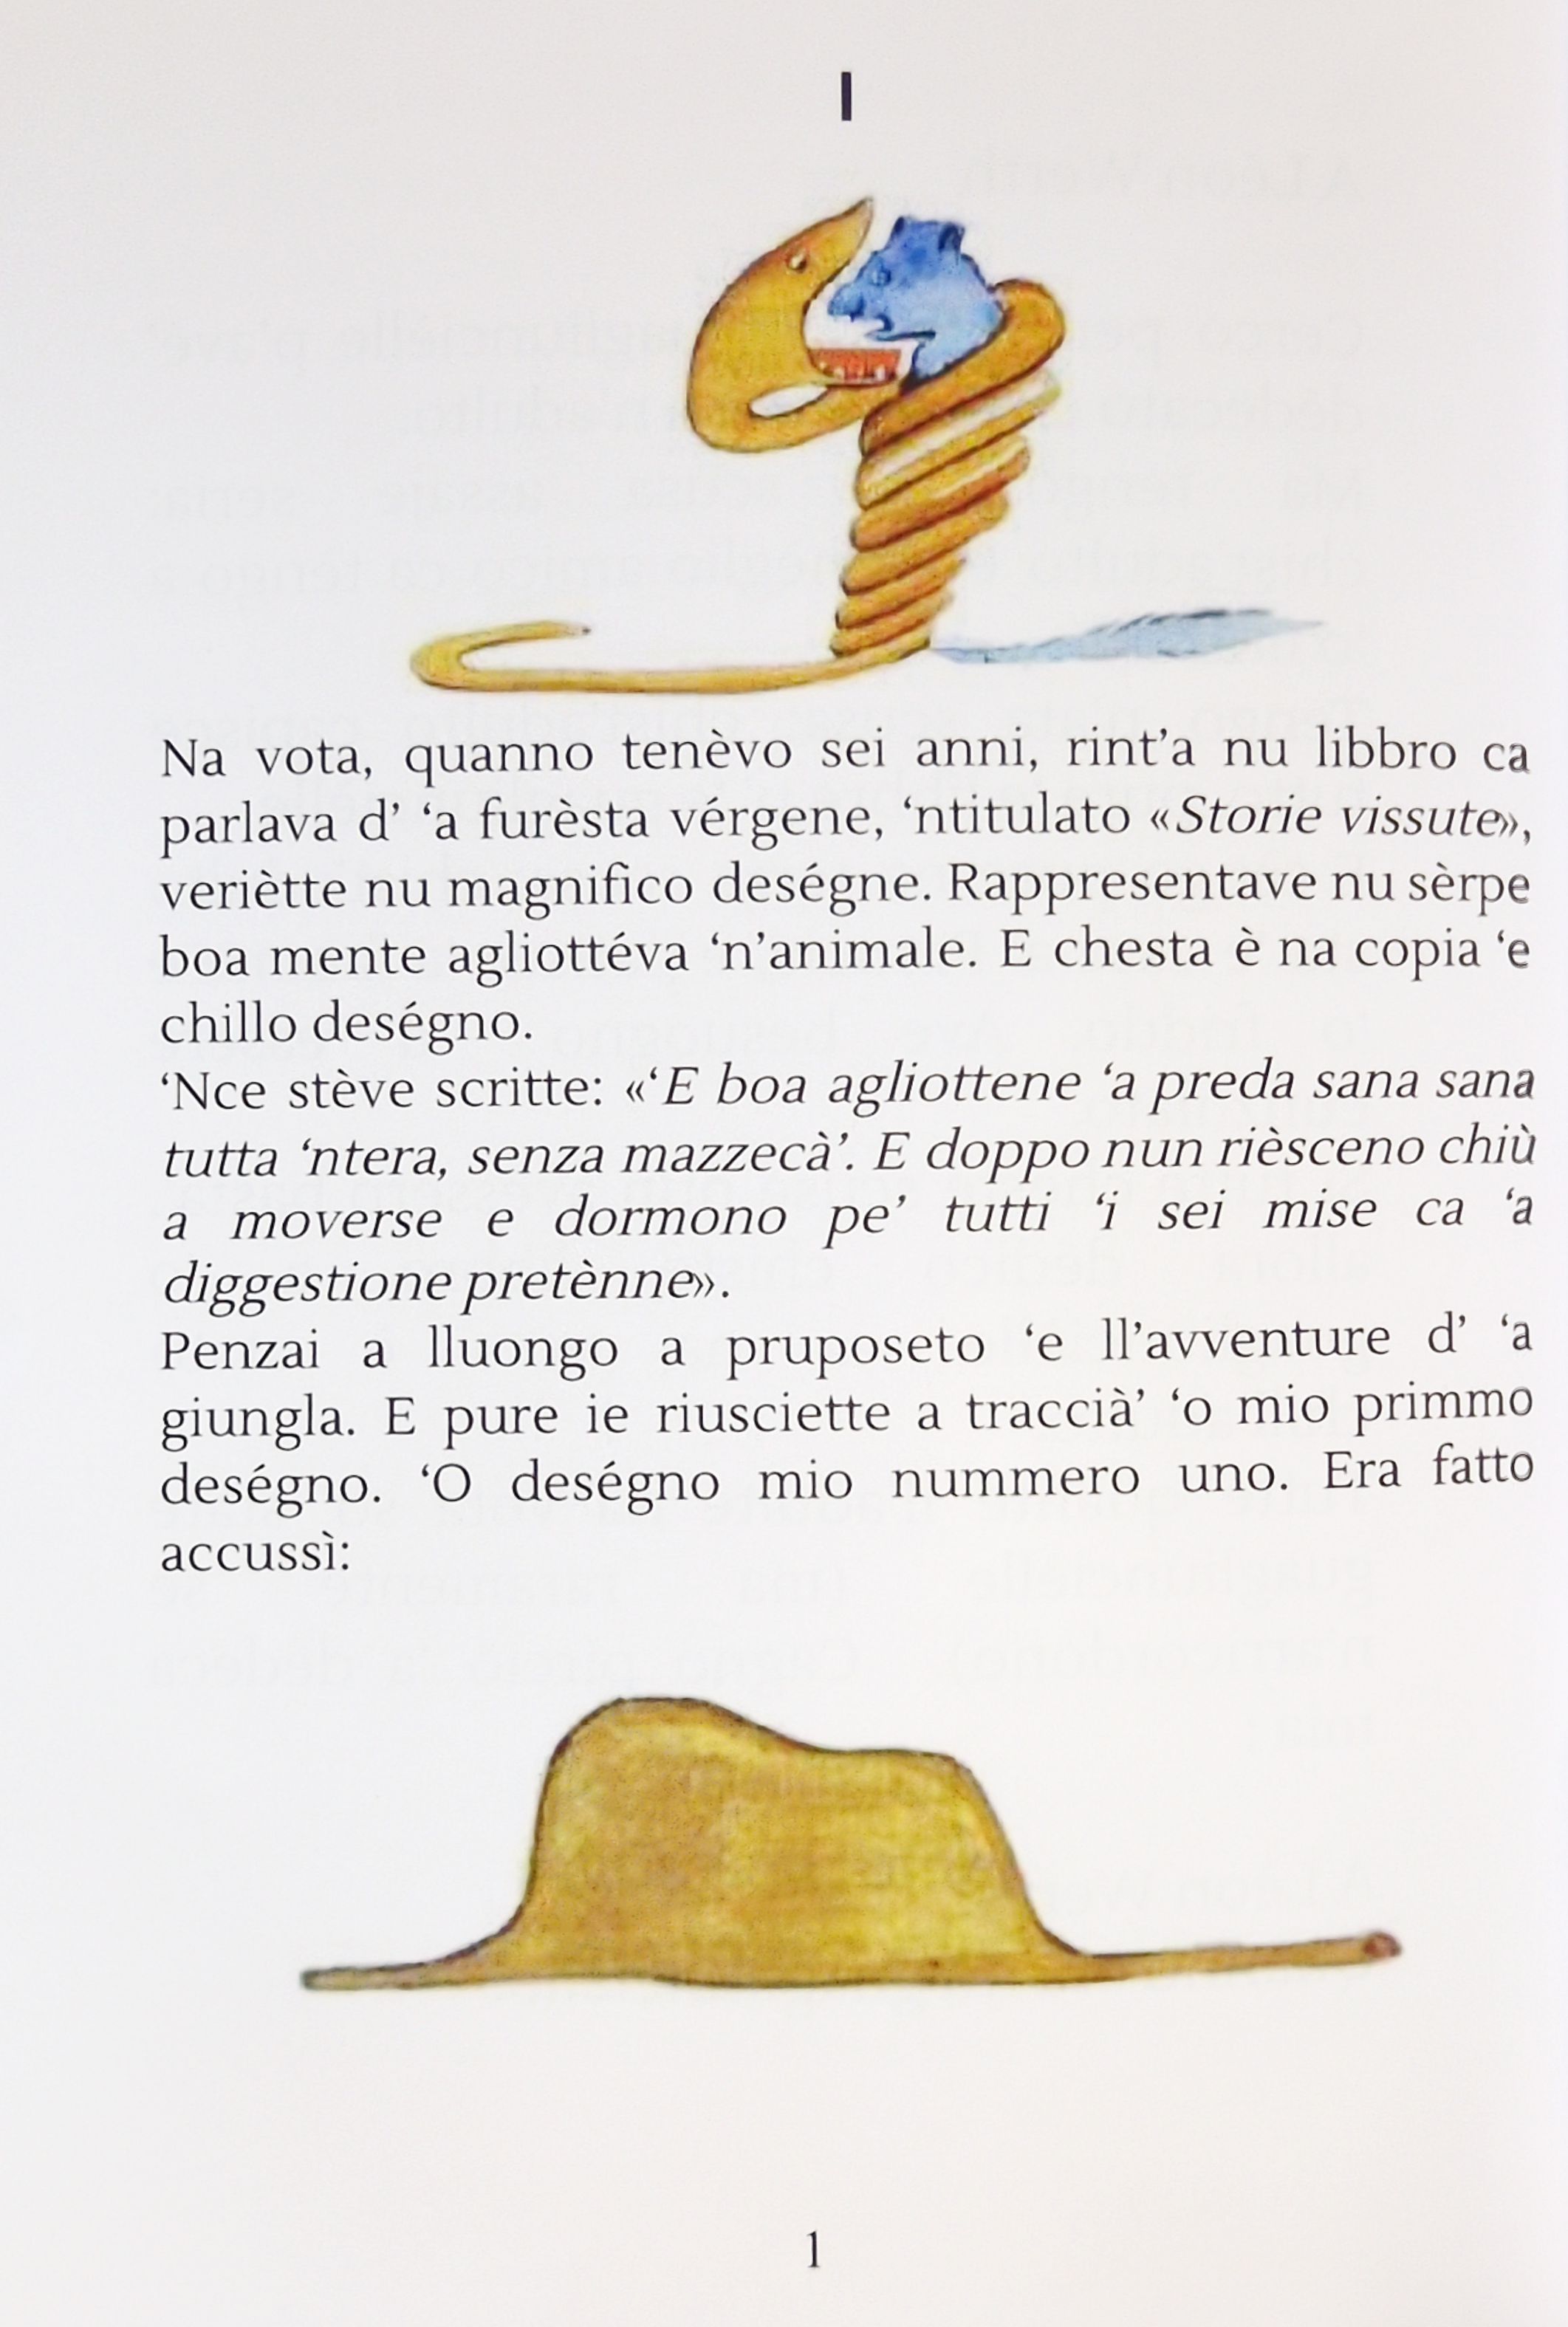 I
Na vota, quanno tenèvo sei anni, rint’a nu libbro ca
parlava d’ ‘a furèsta vérgene, ‘ntitulato «Storie vissute»,
veriètte nu magnifico deségne. Rappresentave nu sèrpe
boa mente agliottéva ‘n’animale. E chesta è na copia ‘e
chillo deségno.
‘Nce stève scritte: «‘E boa agliottene ‘a preda sana sana
tutta ‘ntera, senza mazzecà’. E doppo nun rièsceno chiù
a moverse e dormono pe’ tutti ‘i sei mise ca ‘a
diggestione pretènne».
Penzai a lluongo a pruposeto ‘e ll’avventure d’ ‘a
giungla. E pure ie riusciette a traccià’ ‘o mio primmo
deségno. ‘O deségno mio nummero uno. Era fatto
accussì:
1